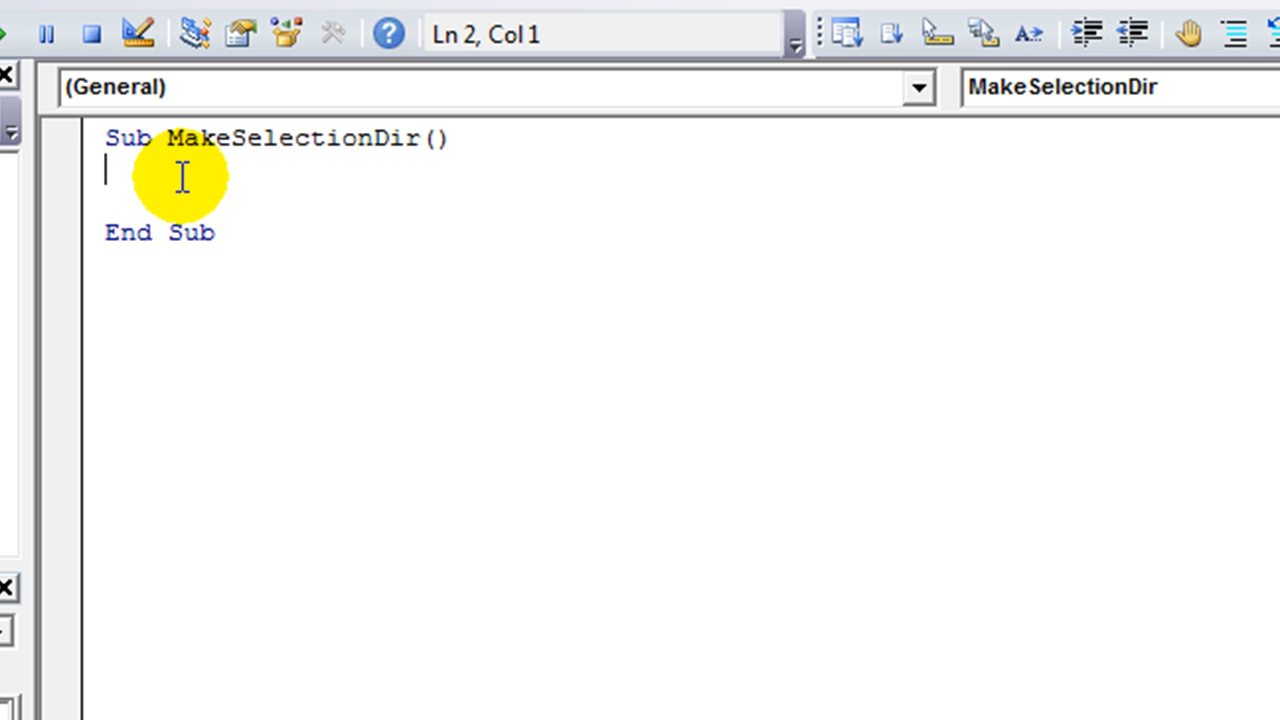 Ln 2, Col 1
(General)
MakeSelectionDir
Sub MakeSelectionDir()
End Sub